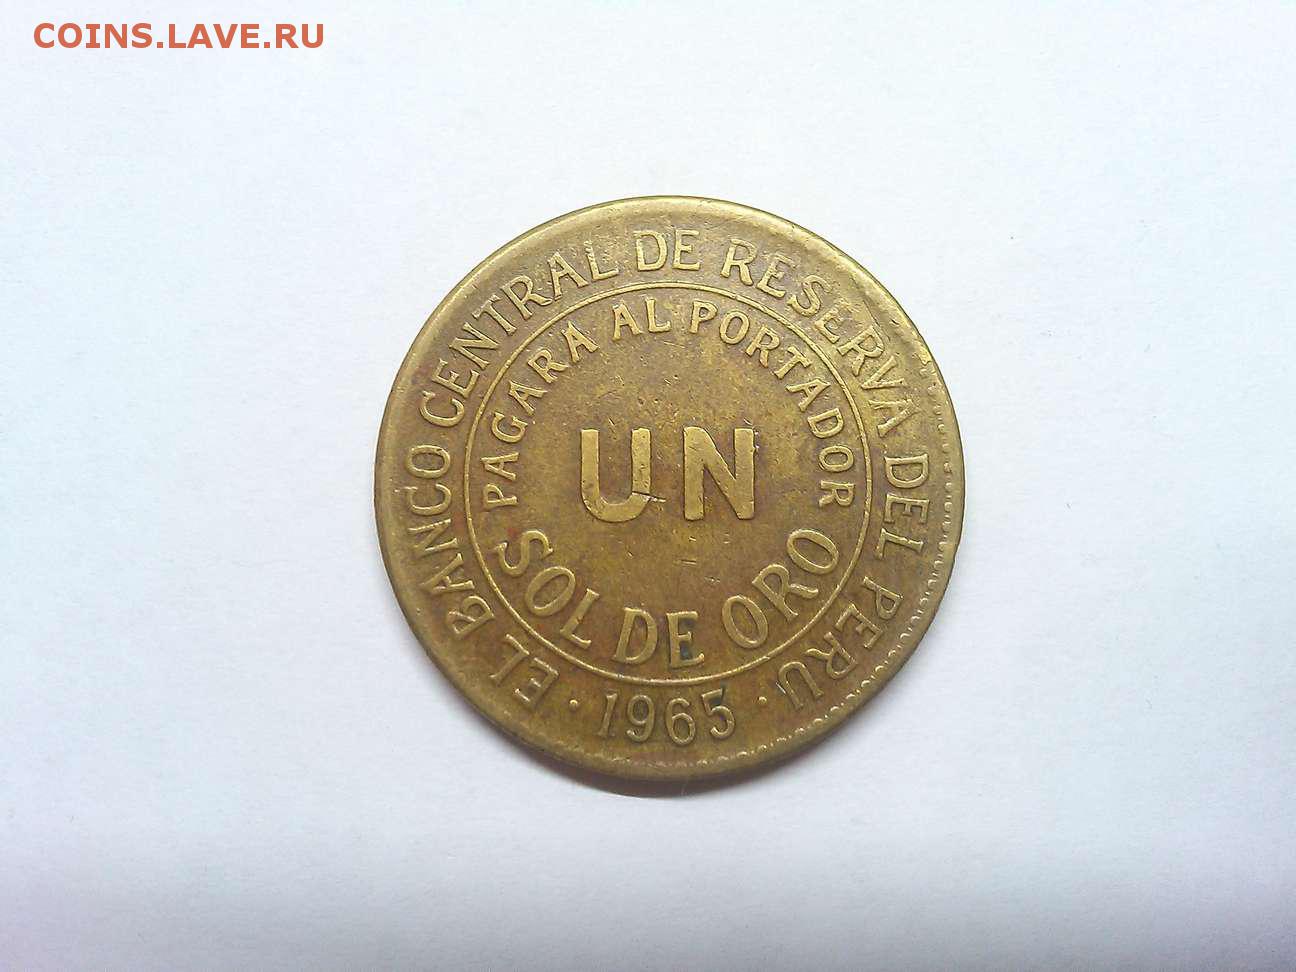 COINS.LAVE.RU
EL BANCO CENTRAL DE RESERVA DEL PERU
PAGARA AL PORTADOR
UN
SOL DE ORO
· 1965 ·